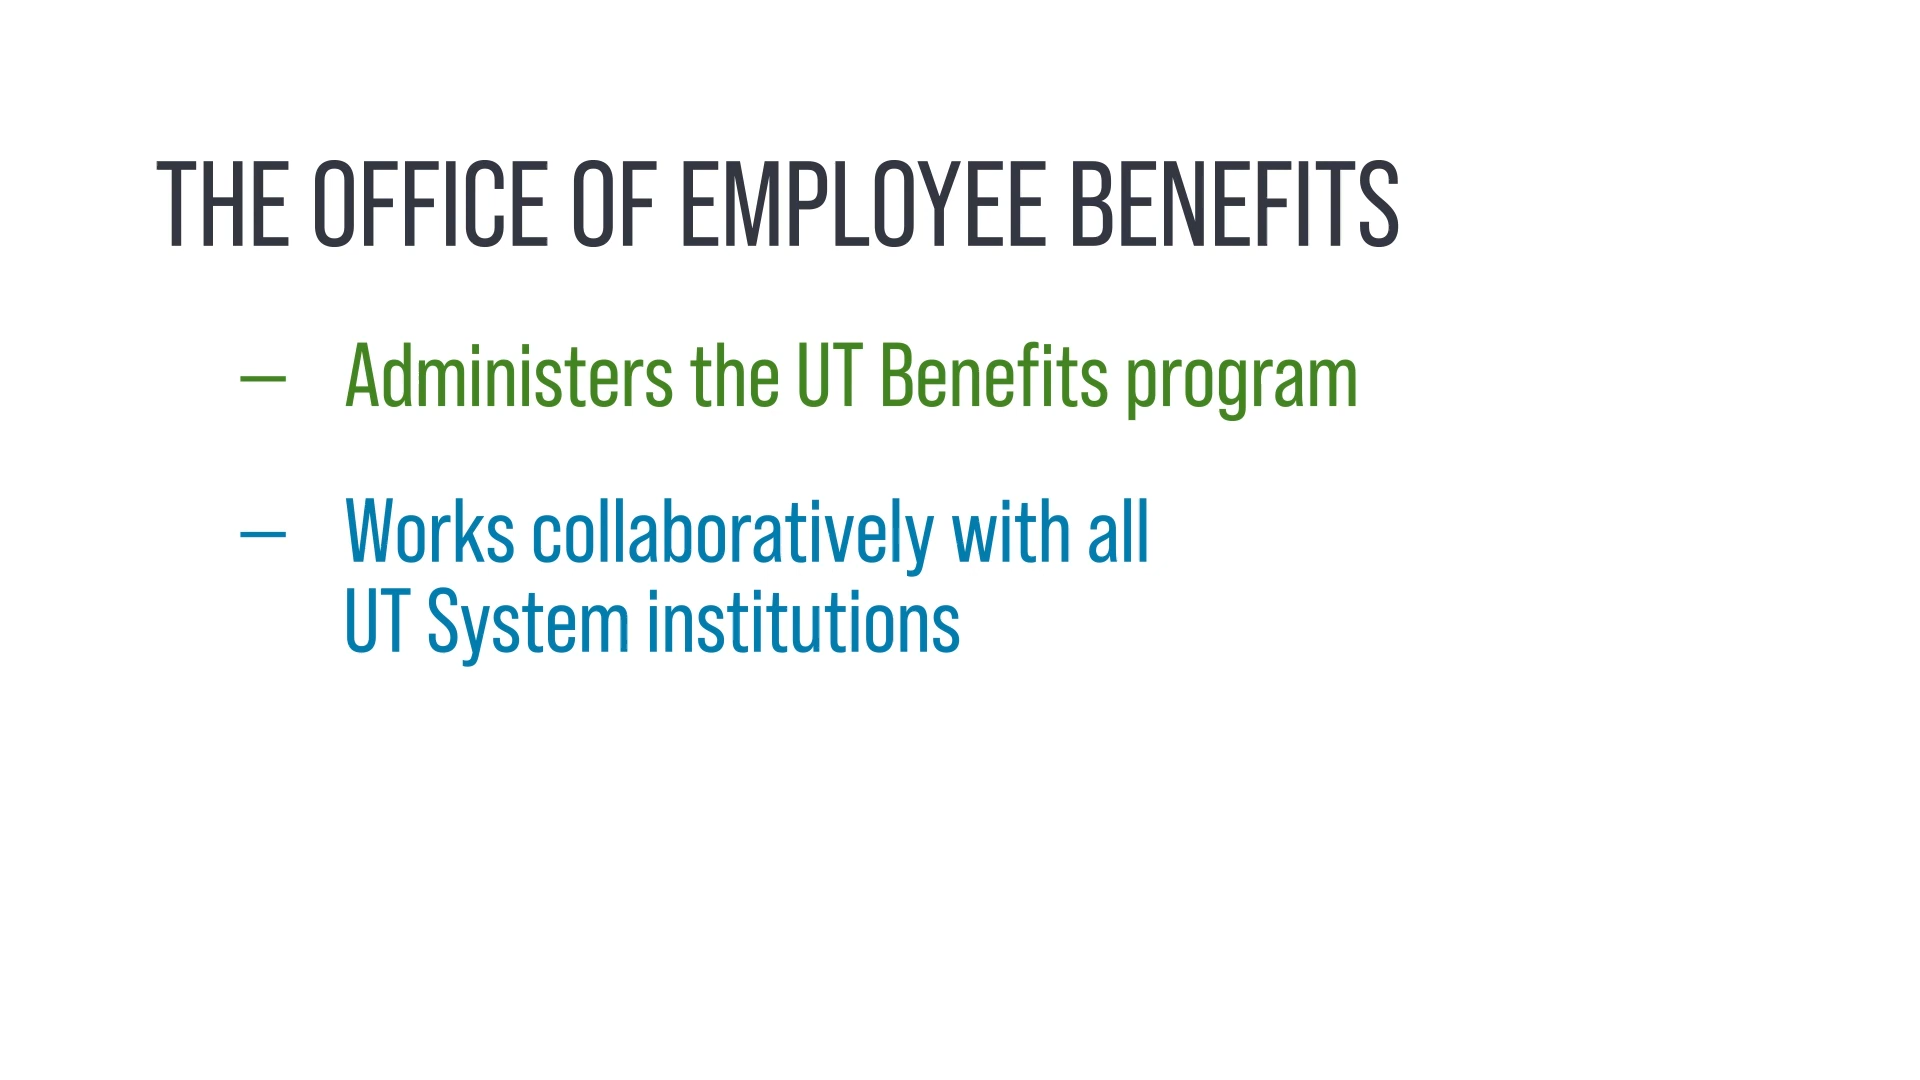 THE OFFICE OF EMPLOYEE BENEFITS
— Administers the UT Benefits program
— Works collaboratively with all
UT System institutions